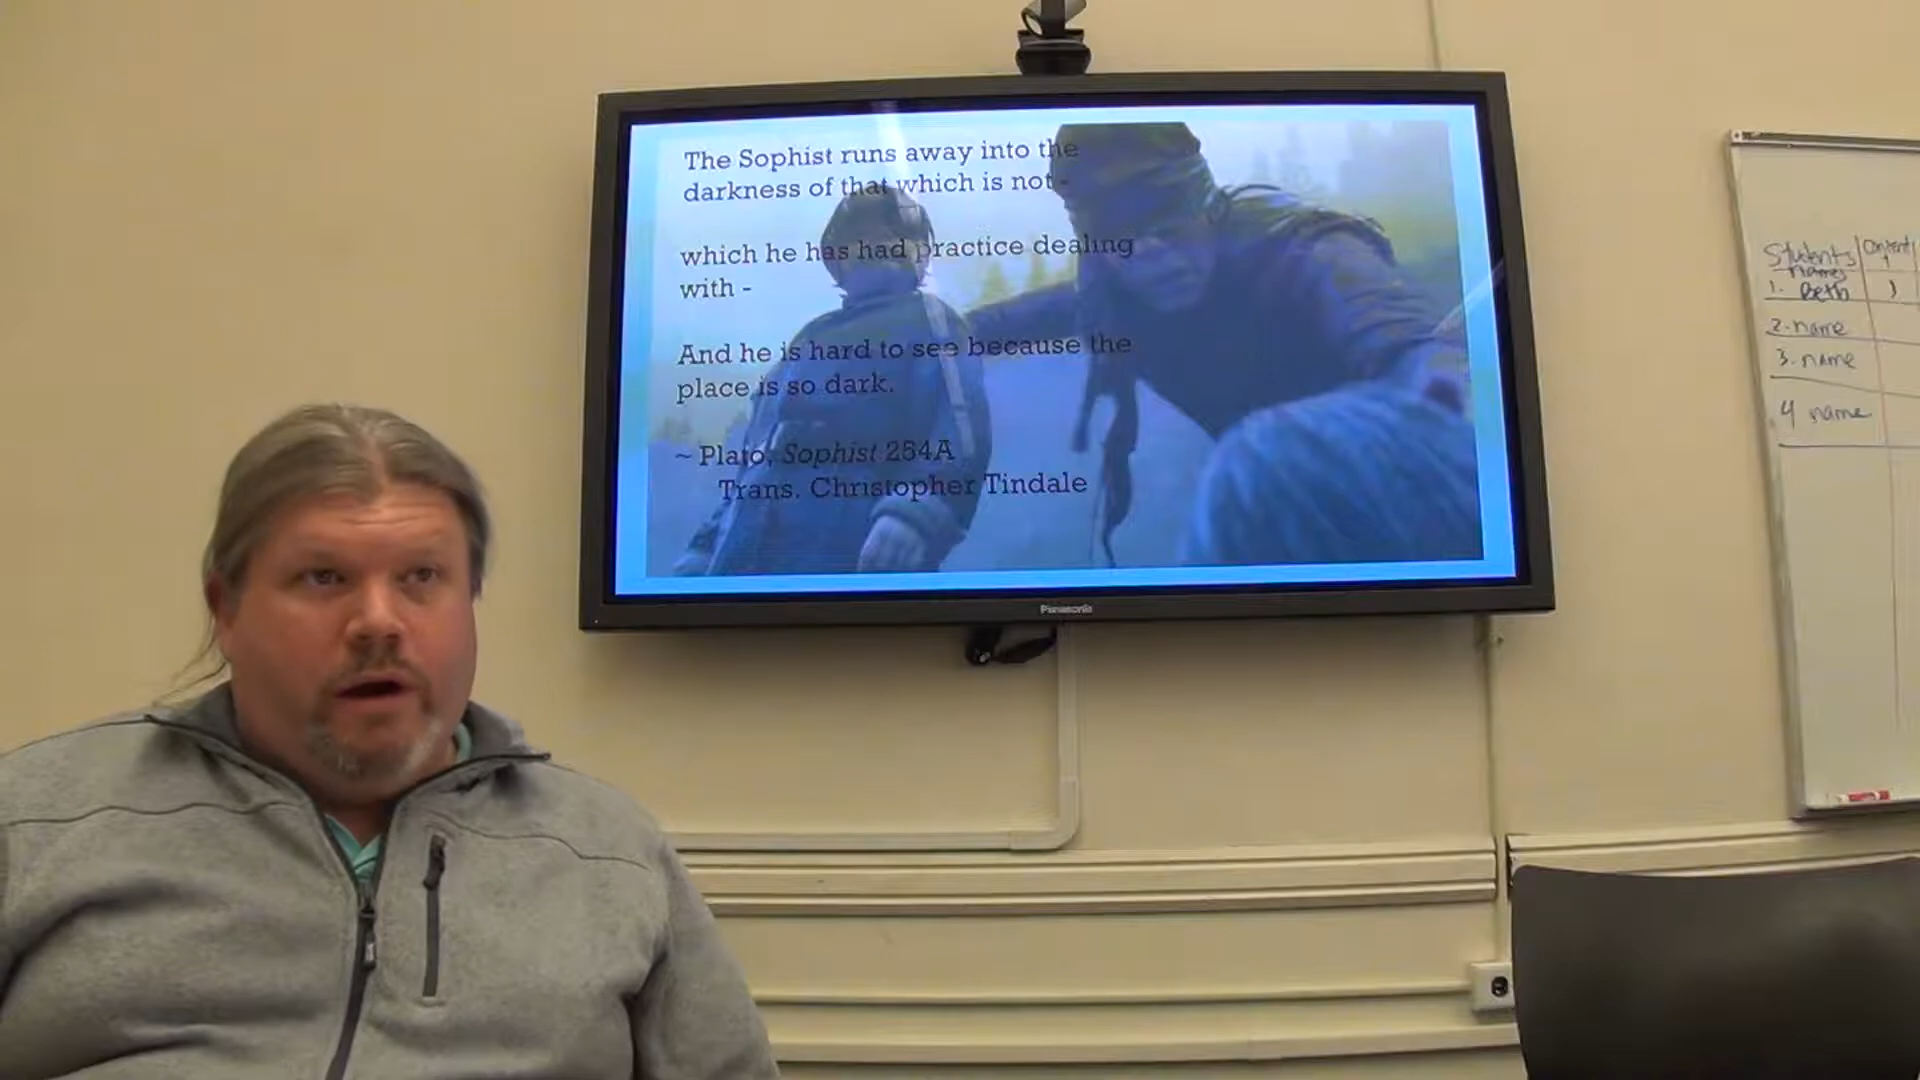 The Sophist runs away into the
darkness of that which is not -
which he has had practice dealing
with -
And he is hard to see because the
place is so dark.
~ Plato, Sophist 254A
Trans. Christopher Tindale
Panasonic
Students names
Content
1. Beth
2. name
3. name
4 name